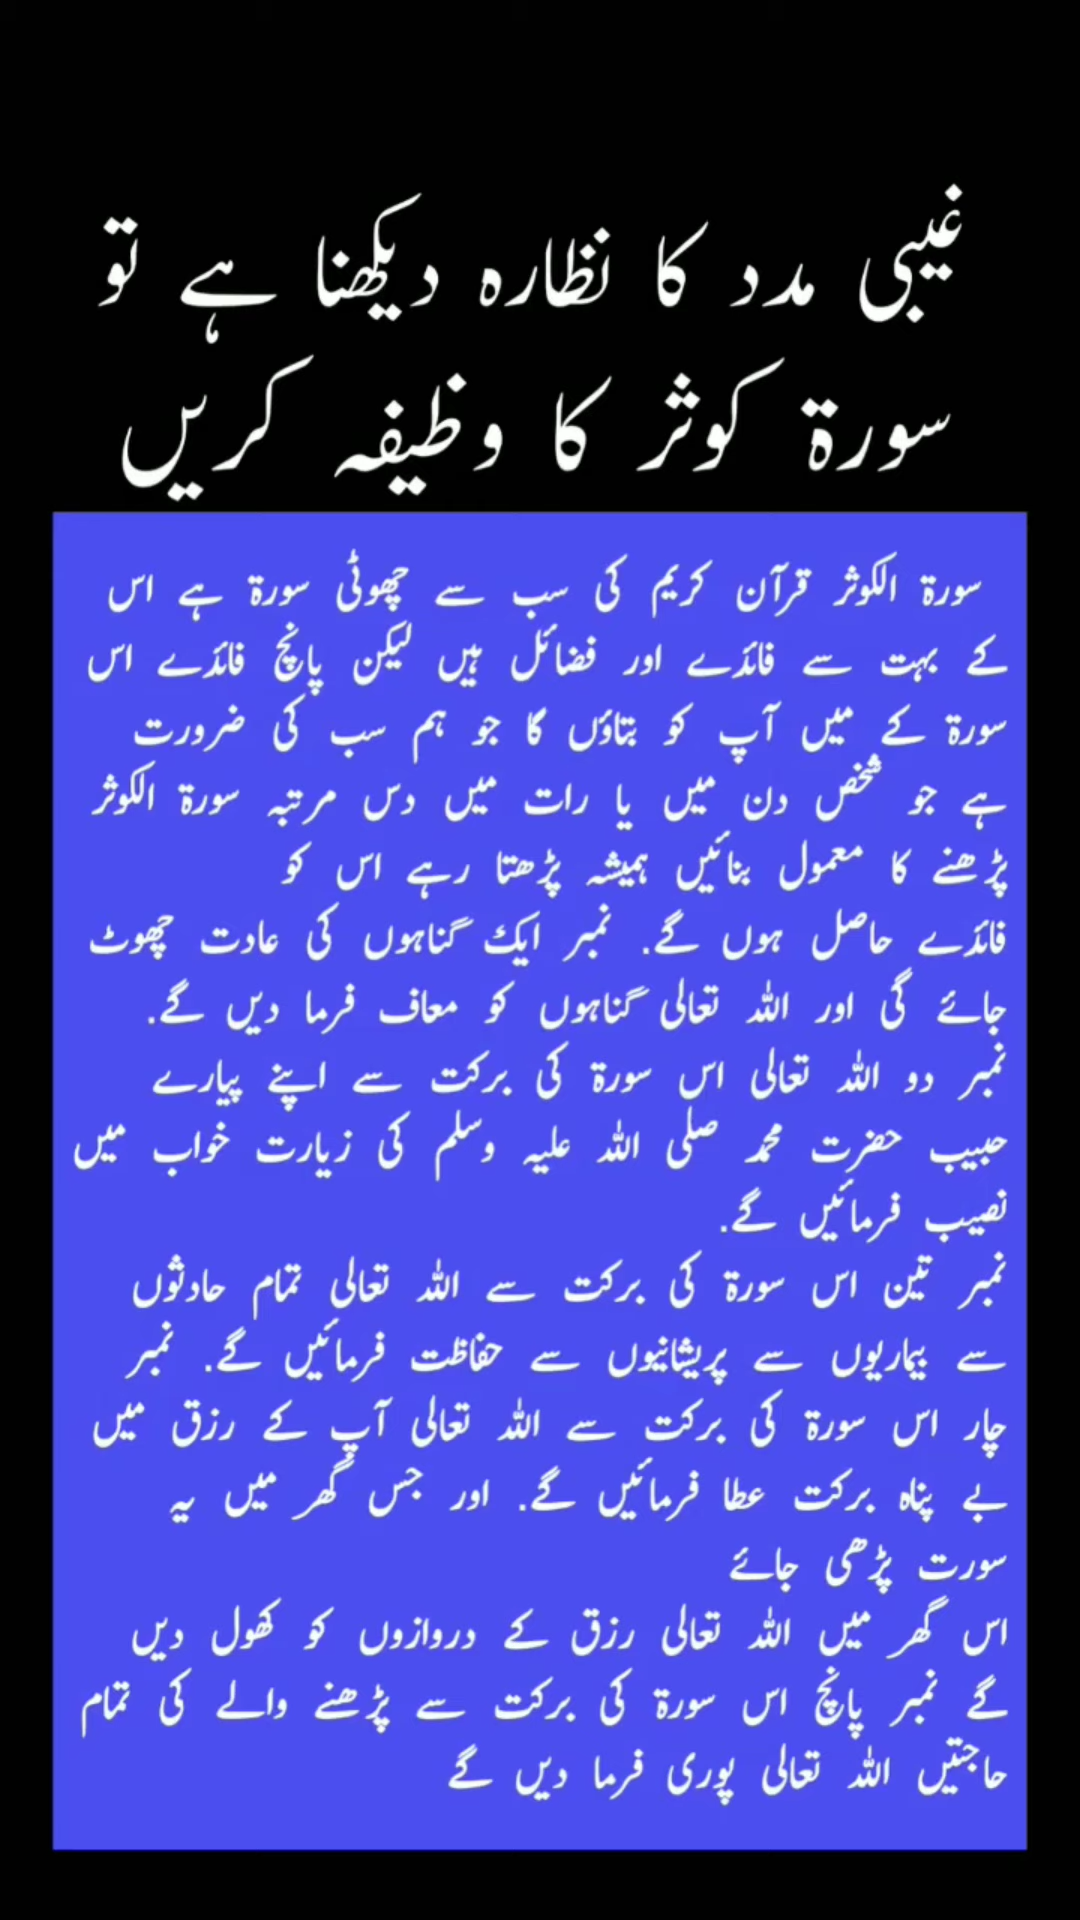 غیبی مدد کا نظارہ دیکھنا ہے تو
سورۃ کوثر کا وظیفہ کریں
سورۃ الکوثر قرآن کریم کی سب سے چھوٹی سورۃ ہے اس
کے بہت سے فائدے اور فضائل ہیں لیکن پانچ فائدے اس
سورۃ کے میں آپ کو بتاؤں گا جو ہم سب کی ضرورت
ہے جو شخص دن میں یا رات میں دس مرتبہ سورۃ الکوثر
پڑھنے کا معمول بنائیں ہمیشہ پڑھتا رہے اس کو
فائدے حاصل ہوں گے. نمبر ایک گناہوں کی عادت چھوٹ
جائے گی اور اللہ تعالی گناہوں کو معاف فرما دیں گے.
نمبر دو اللہ تعالی اس سورۃ کی برکت سے اپنے پیارے
حبیب حضرت محمد صلی اللہ علیہ وسلم کی زیارت خواب میں
نصیب فرمائیں گے.
نمبر تین اس سورۃ کی برکت سے اللہ تعالی تمام حادثوں
سے بیماریوں سے پریشانیوں سے حفاظت فرمائیں گے. نمبر
چار اس سورۃ کی برکت سے اللہ تعالی آپ کے رزق میں
بے پناہ برکت عطا فرمائیں گے. اور جس گھر میں یہ
سورت پڑھی جائے
اس گھر میں اللہ تعالی رزق کے دروازوں کو کھول دیں
گے نمبر پانچ اس سورۃ کی برکت سے پڑھنے والے کی تمام
حاجتیں اللہ تعالی پوری فرما دیں گے